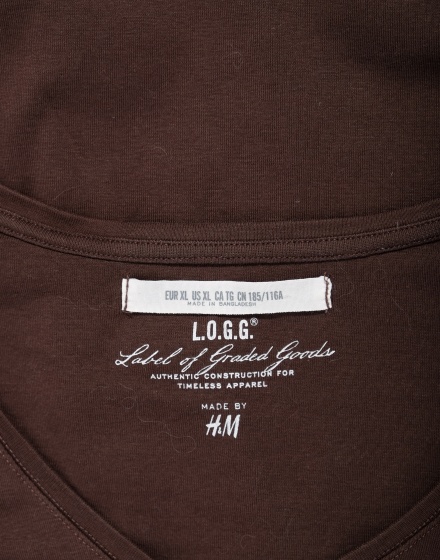 EUR XL US XL CA TG CN 185/116A
MADE IN BANGLADESH
L.O.G.G.®
Label of Graded Goods
AUTHENTIC CONSTRUCTION FOR
TIMELESS APPAREL
MADE BY
H&M